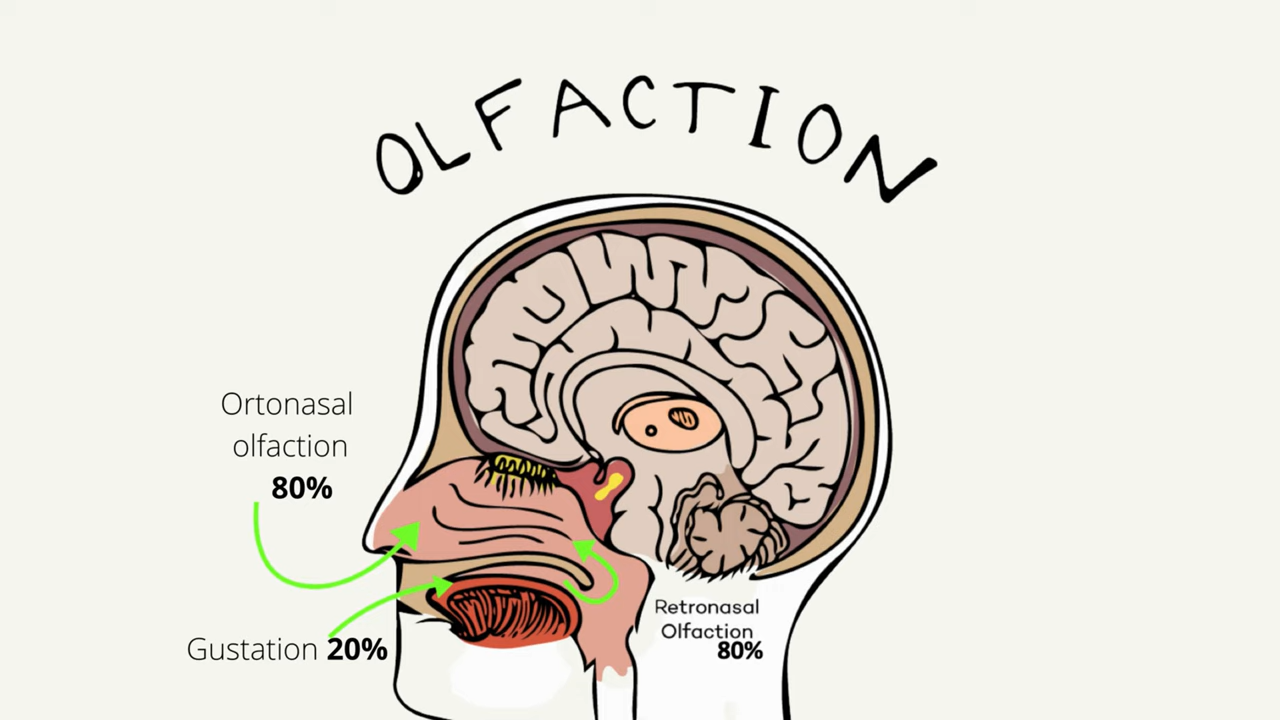 OLFACTION
Ortonasal
olfaction
80%
Gustation 20%
Retronasal
Olfaction
80%